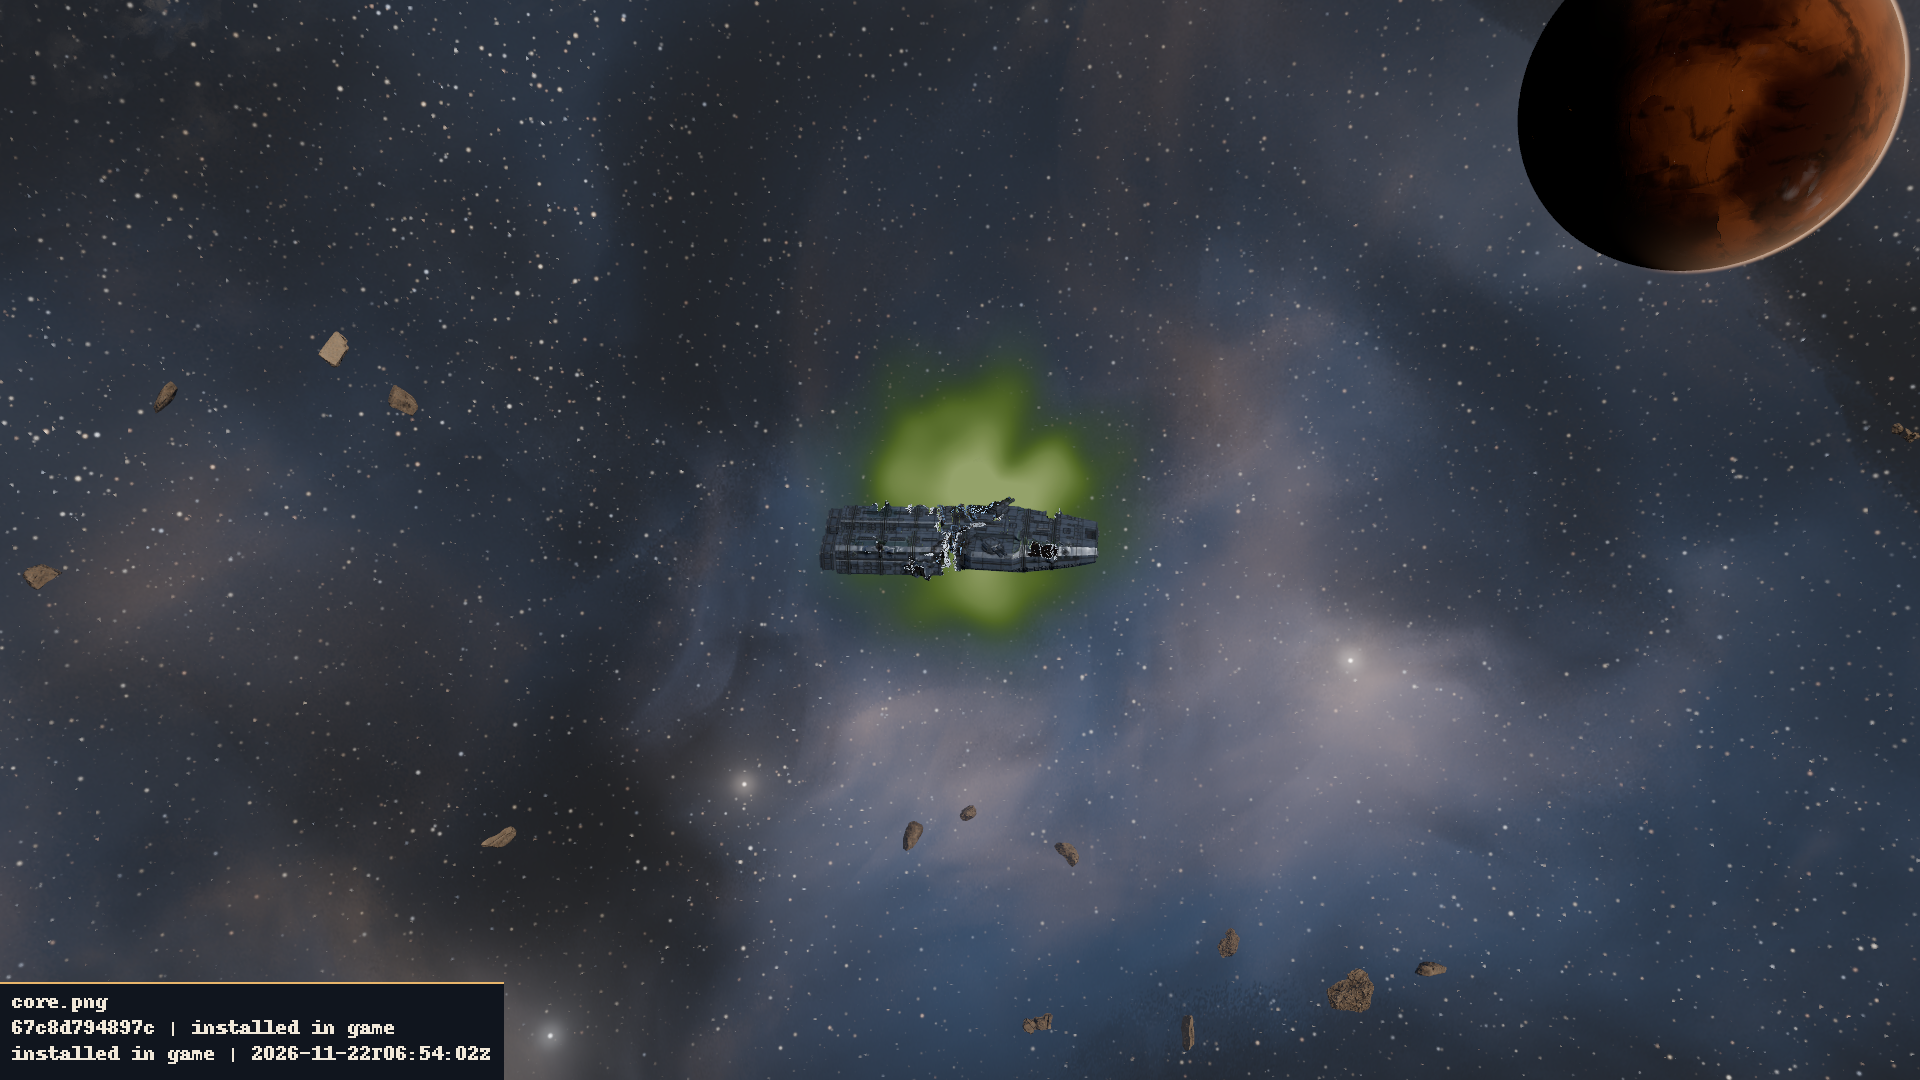 core.png
67c8d794897c | installed in game
installed in game | 2026-11-22T06:54:02Z